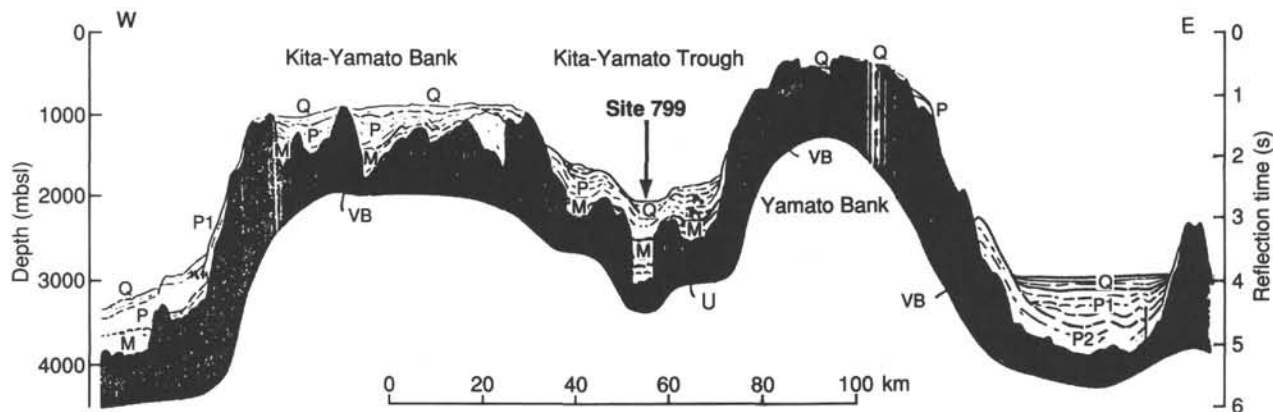 W
E
0
0
Kita-Yamato Bank
Kita-Yamato Trough
Q
Q
Q
Q
Site 799
1000
1
P
P
P
M
M
2000
2
VB
P
Q
M
M
VB
Yamato Bank
P1
Depth (mbsl)
Reflection time (s)
3
M
3000
Q
U
VB
Q
4
P1
P
P2
M
4000
5
0 20 40 60 80 100 km
6